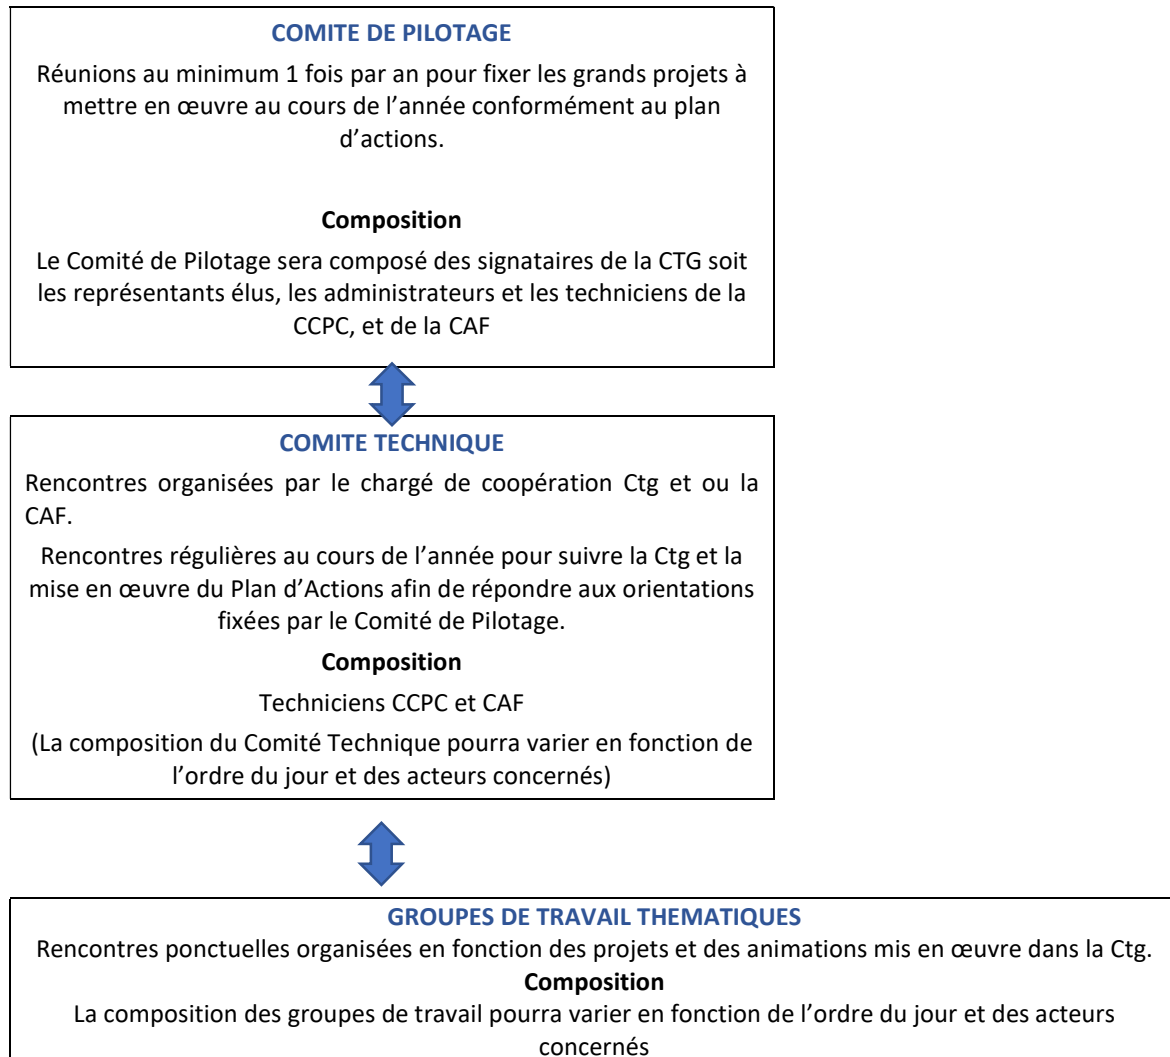 COMITE DE PILOTAGE
Réunions au minimum 1 fois par an pour fixer les grands projets à
mettre en œuvre au cours de l’année conformément au plan
d’actions.
Composition
Le Comité de Pilotage sera composé des signataires de la CTG soit
les représentants élus, les administrateurs et les techniciens de la
CCPC, et de la CAF
COMITE TECHNIQUE
Rencontres organisées par le chargé de coopération Ctg et ou la
CAF.
Rencontres régulières au cours de l’année pour suivre la Ctg et la
mise en œuvre du Plan d’Actions afin de répondre aux orientations
fixées par le Comité de Pilotage.
Composition
Techniciens CCPC et CAF
(La composition du Comité Technique pourra varier en fonction de
l’ordre du jour et des acteurs concernés)
GROUPES DE TRAVAIL THEMATIQUES
Rencontres ponctuelles organisées en fonction des projets et des animations mis en œuvre dans la Ctg.
Composition
La composition des groupes de travail pourra varier en fonction de l’ordre du jour et des acteurs
concernés